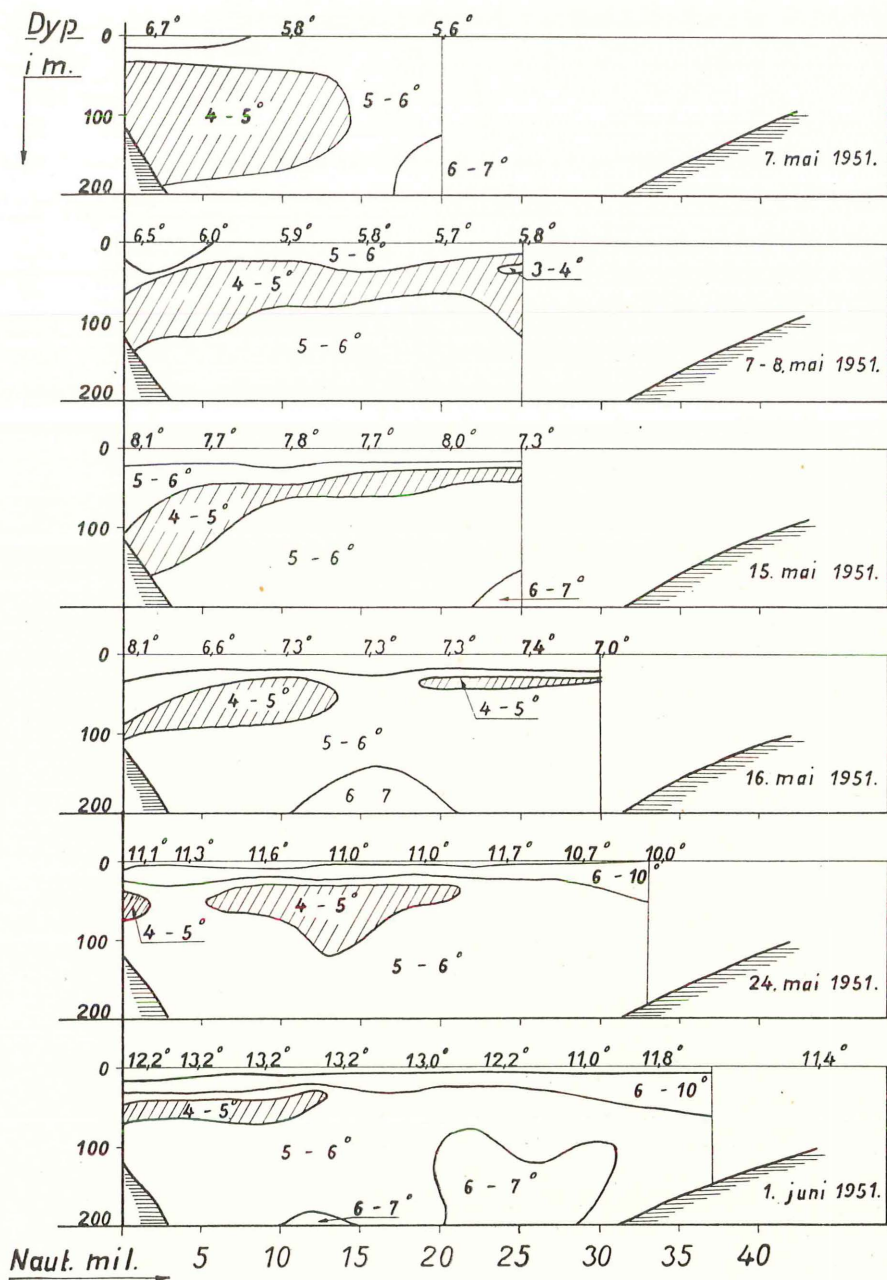 Dyp
i m.
0 6,7° 5,8° 5,6°
4 - 5° 5 - 6°
100
6 - 7° 7. mai 1951.
200
6,5° 6,0° 5,9° 5,8° 5,7° 5,8°
0
5 - 6°
4 - 5° 3 - 4°
100
5 - 6° 7 - 8. mai 1951.
200
8,1° 7,7° 7,8° 7,7° 8,0° 7,3°
0
5 - 6°
4 - 5°
100
5 - 6° 15. mai 1951.
6 - 7°
200
8,1° 6,6° 7,3° 7,3° 7,3° 7,4° 7,0°
0
4 - 5° 4 - 5°
100
5 - 6°
6 7 16. mai 1951.
200
11,1° 11,3° 11,6° 11,0° 11,0° 11,7° 10,7° 10,0°
0
6 - 10°
4 - 5° 4 - 5°
100
5 - 6° 24. mai 1951.
200
12,2° 13,2° 13,2° 13,2° 13,0° 12,2° 11,0° 11,8° 11,4°
0
6 - 10°
4 - 5°
100
5 - 6°
6 - 7° 1. juni 1951.
6 - 7°
200
Naut. mil. 5 10 15 20 25 30 35 40